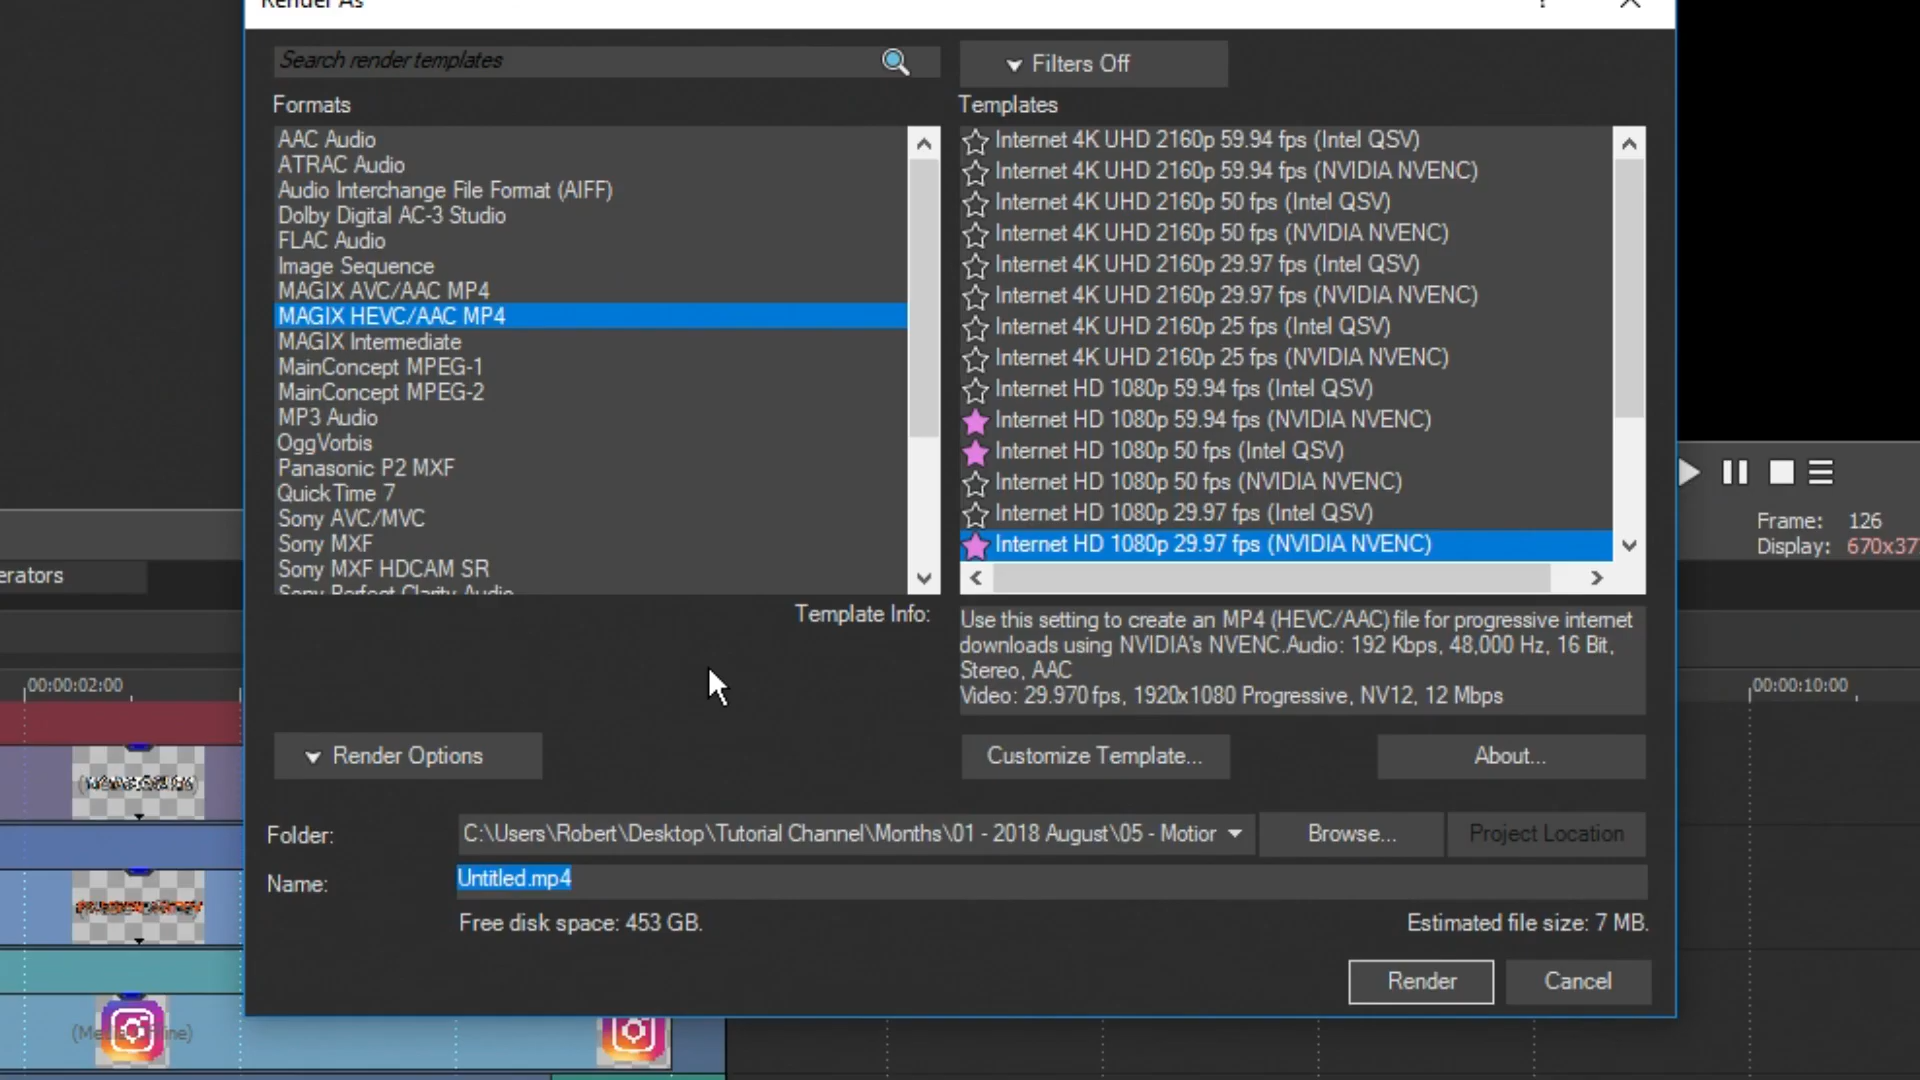 Render As
Search render templates
Filters Off
Formats
Templates
AAC Audio
ATRAC Audio
Audio Interchange File Format (AIFF)
Dolby Digital AC-3 Studio
FLAC Audio
Image Sequence
MAGIX AVC/AAC MP4
MAGIX HEVC/AAC MP4
MAGIX Intermediate
MainConcept MPEG-1
MainConcept MPEG-2
MP3 Audio
OggVorbis
Panasonic P2 MXF
QuickTime 7
Sony AVC/MVC
Sony MXF
Sony MXF HDCAM SR
Sony Perfect Clarity Audio
Internet 4K UHD 2160p 59.94 fps (Intel QSV)
Internet 4K UHD 2160p 59.94 fps (NVIDIA NVENC)
Internet 4K UHD 2160p 50 fps (Intel QSV)
Internet 4K UHD 2160p 50 fps (NVIDIA NVENC)
Internet 4K UHD 2160p 29.97 fps (Intel QSV)
Internet 4K UHD 2160p 29.97 fps (NVIDIA NVENC)
Internet 4K UHD 2160p 25 fps (Intel QSV)
Internet 4K UHD 2160p 25 fps (NVIDIA NVENC)
Internet HD 1080p 59.94 fps (Intel QSV)
Internet HD 1080p 59.94 fps (NVIDIA NVENC)
Internet HD 1080p 50 fps (Intel QSV)
Internet HD 1080p 50 fps (NVIDIA NVENC)
Internet HD 1080p 29.97 fps (Intel QSV)
Internet HD 1080p 29.97 fps (NVIDIA NVENC)
Frame: 126
Display: 670x37
erators
Template Info:
Use this setting to create an MP4 (HEVC/AAC) file for progressive internet
downloads using NVIDIA's NVENC.Audio: 192 Kbps, 48,000 Hz, 16 Bit,
Stereo, AAC
Video: 29.970 fps, 1920x1080 Progressive, NV12, 12 Mbps
00:00:02:00
00:00:10:00
Render Options
Customize Template...
About...
Folder:
C:\Users\Robert\Desktop\Tutorial Channel\Months\01 - 2018 August\05 - Motior
Browse...
Project Location
Name:
Untitled.mp4
Free disk space: 453 GB.
Estimated file size: 7 MB.
Render
Cancel